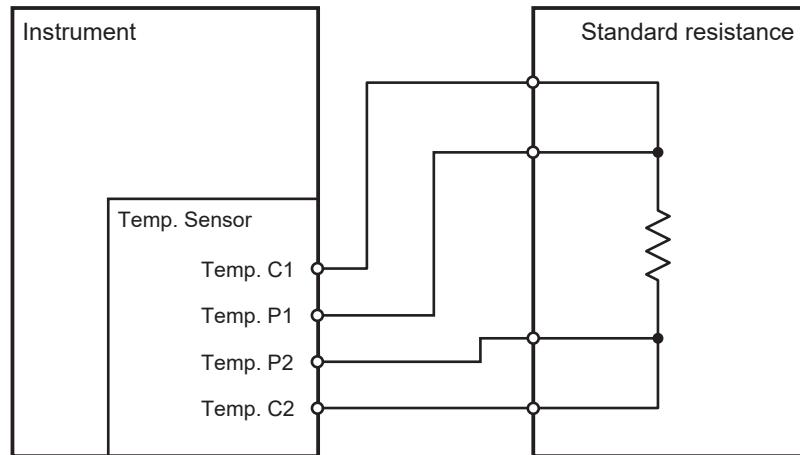 Instrument
Standard resistance
Temp. Sensor
Temp. C1
Temp. P1
Temp. P2
Temp. C2